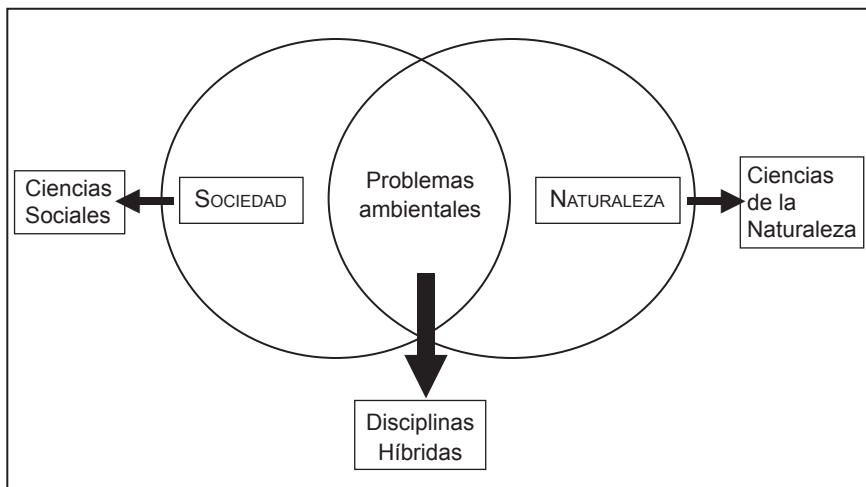 Ciencias
Sociales
SOCIEDAD
Problemas
ambientales
NATURALEZA
Ciencias
de la
Naturaleza
Disciplinas
Híbridas